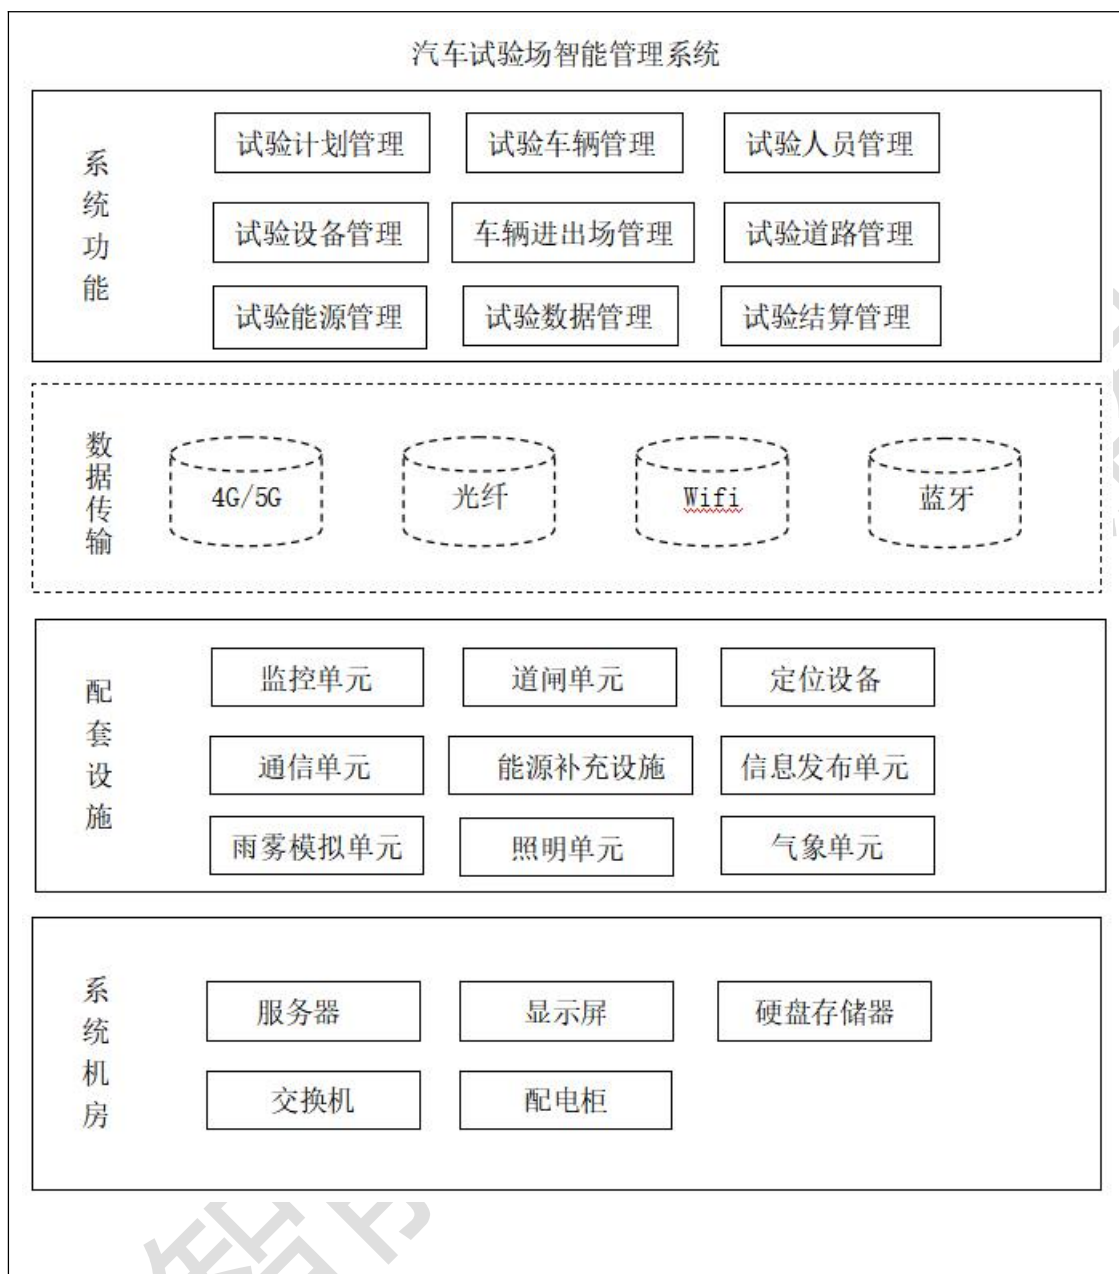 汽车试验场智能管理系统
系统功能
试验计划管理
试验车辆管理
试验人员管理
试验设备管理
车辆进出场管理
试验道路管理
试验能源管理
试验数据管理
试验结算管理
数据传输
4G/5G
光纤
Wifi
蓝牙
配套设施
监控单元
道闸单元
定位设备
通信单元
能源补充设施
信息发布单元
雨雾模拟单元
照明单元
气象单元
系统机房
服务器
显示屏
硬盘存储器
交换机
配电柜